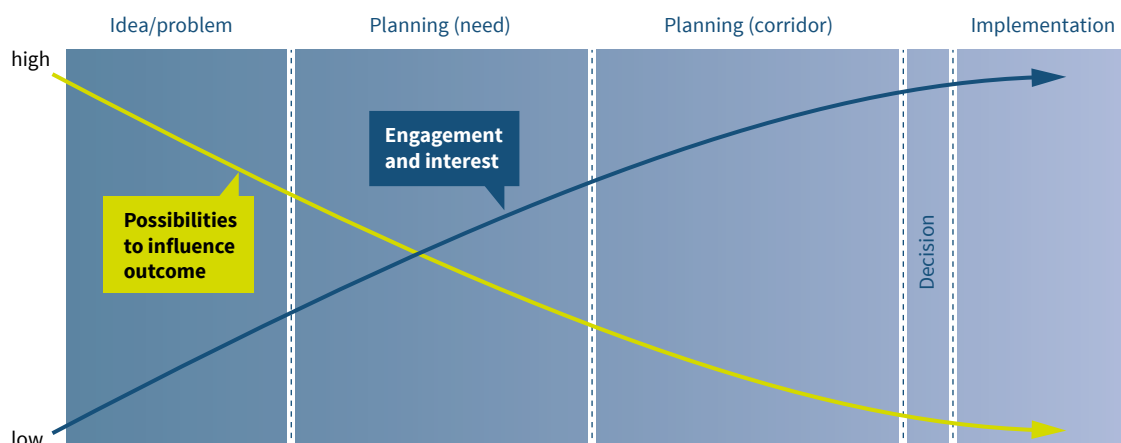 Idea/problem
Planning (need)
Planning (corridor)
Implementation
high
Engagement
and interest
Possibilities
to influence
outcome
Decision
low